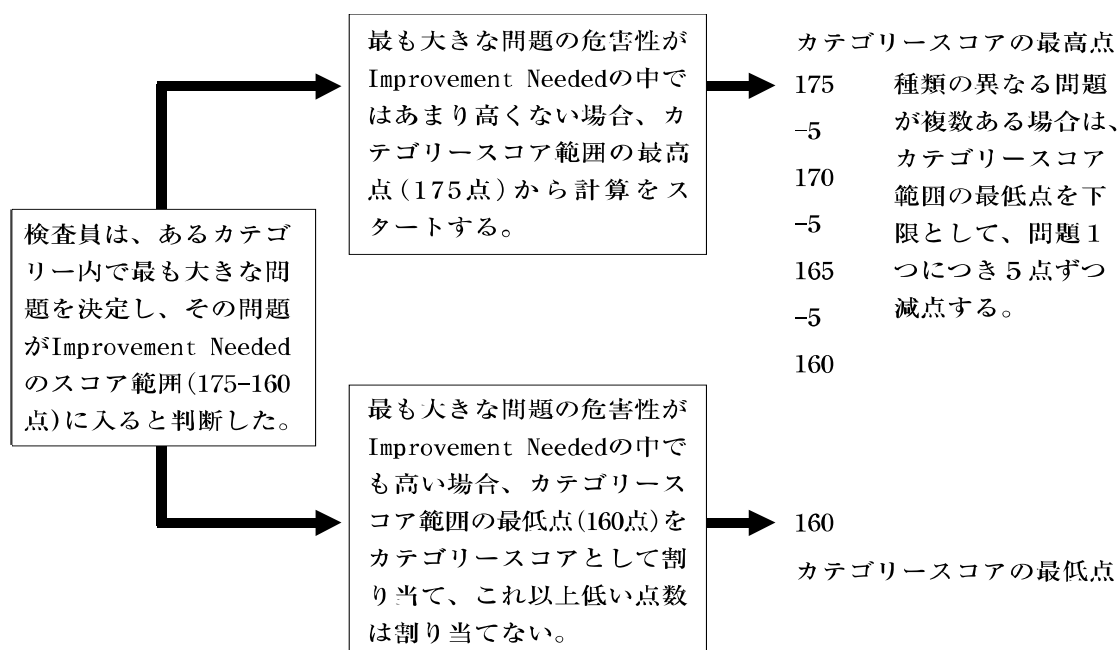 検査員は、あるカテゴ
リー内で最も大きな問
題を決定し、その問題
がImprovement Needed
のスコア範囲(175-160
点)に入ると判断した。
最も大きな問題の危害性が
Improvement Neededの中で
はあまり高くない場合、カ
テゴリースコア範囲の最高
点(175点)から計算をス
タートする。
カテゴリースコアの最高点
175
-5
170
-5
165
-5
160
種類の異なる問題
が複数ある場合は、
カテゴリースコア
範囲の最低点を下
限として、問題1
つにつき5点ずつ
減点する。
最も大きな問題の危害性が
Improvement Neededの中で
も高い場合、カテゴリース
コア範囲の最低点(160点)を
カテゴリースコアとして割
り当て、これ以上低い点数
は割り当てない。
160
カテゴリースコアの最低点